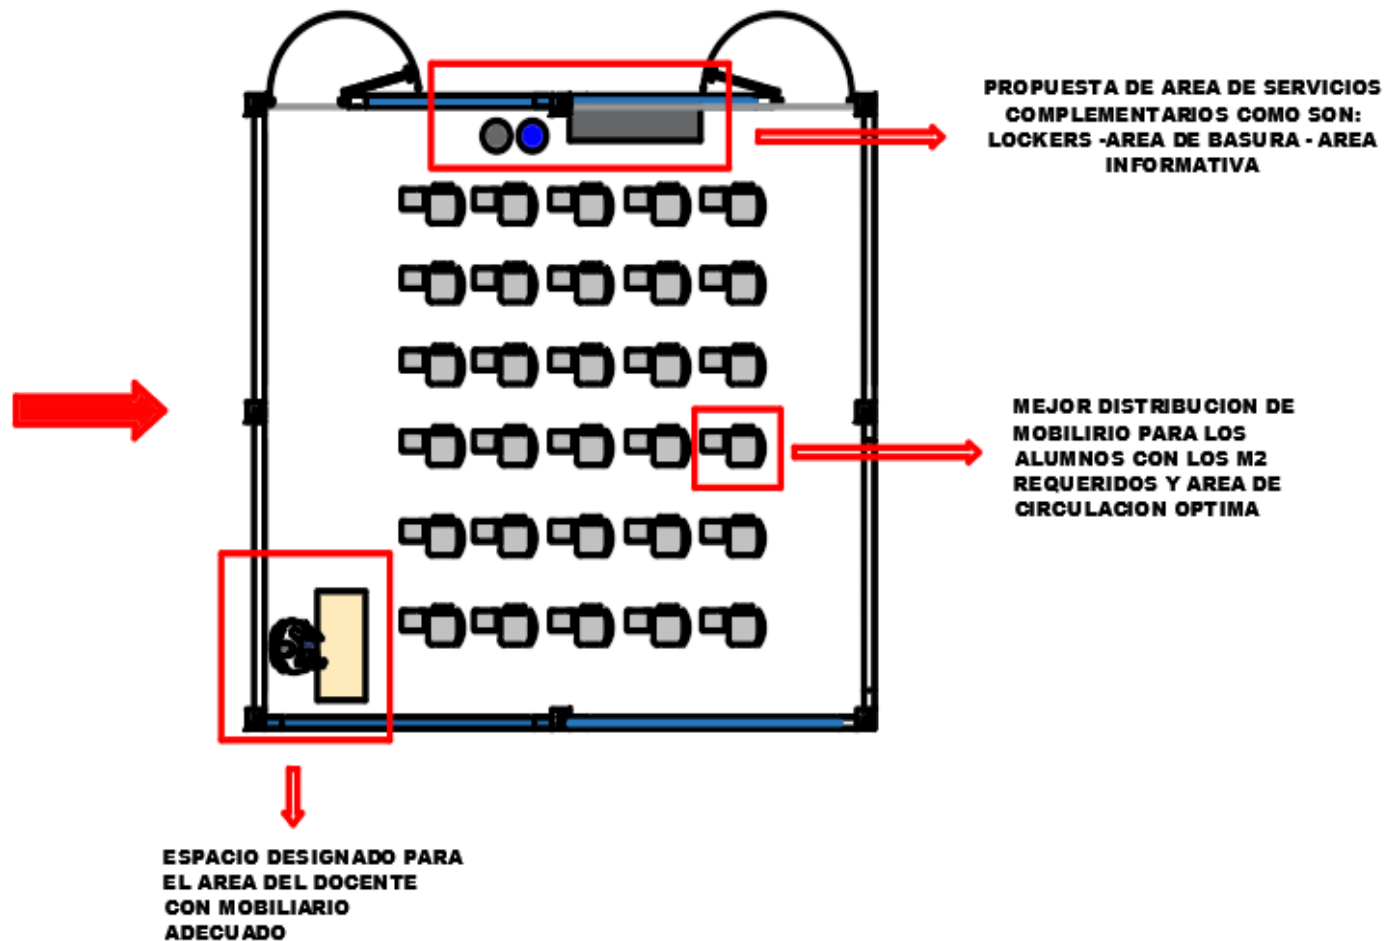 PROPUESTA DE AREA DE SERVICIOS
COMPLEMENTARIOS COMO SON:
LOCKERS -AREA DE BASURA - AREA
INFORMATIVA
MEJOR DISTRIBUCION DE
MOBILIRIO PARA LOS
ALUMNOS CON LOS M2
REQUERIDOS Y AREA DE
CIRCULACION OPTIMA
ESPACIO DESIGNADO PARA
EL AREA DEL DOCENTE
CON MOBILIARIO
ADECUADO